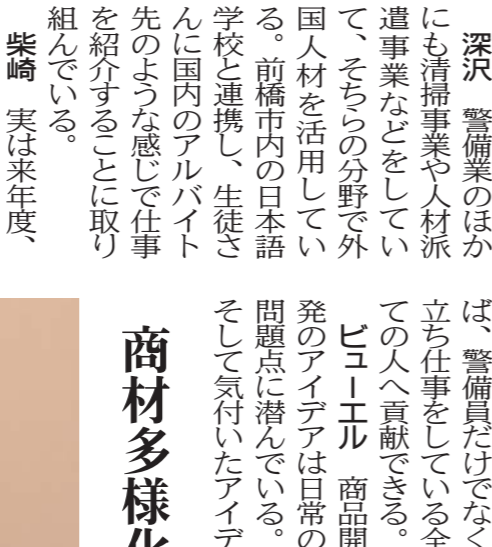 深沢　警備業のほか
にも清掃事業や人材派
遣事業などをしてい
て、そちらの分野で外
国人材を活用してい
る。前橋市内の日本語
学校と連携し、生徒さ
んに国内のアルバイト
先のような感じで仕事
を紹介することに取り
組んでいる。
柴崎　実は来年度、
ば、警備員だけでなく
立ち仕事をしている全
ての人へ貢献できる。
ビューエル　商品開
発のアイデアは日常の
問題点に潜んでいる。
そして気付いたアイデ
商材多様化